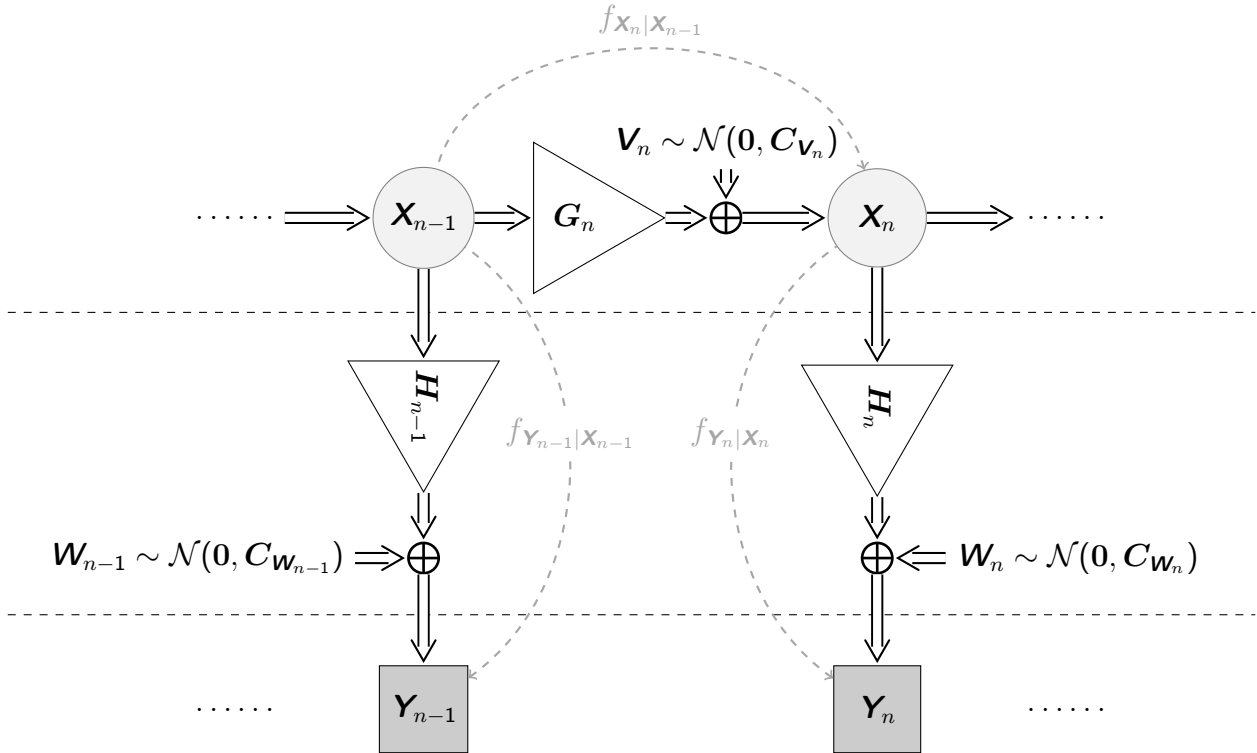 f_{X_n|X_{n−1}}
V_n ∼ 𝒩(0, C_{V_n})
...... X_{n−1} G_n X_n ......
H_{n−1} H_n
f_{Y_{n−1}|X_{n−1}} f_{Y_n|X_n}
W_{n−1} ∼ 𝒩(0, C_{W_{n−1}}) W_n ∼ 𝒩(0, C_{W_n})
...... Y_{n−1} Y_n ......